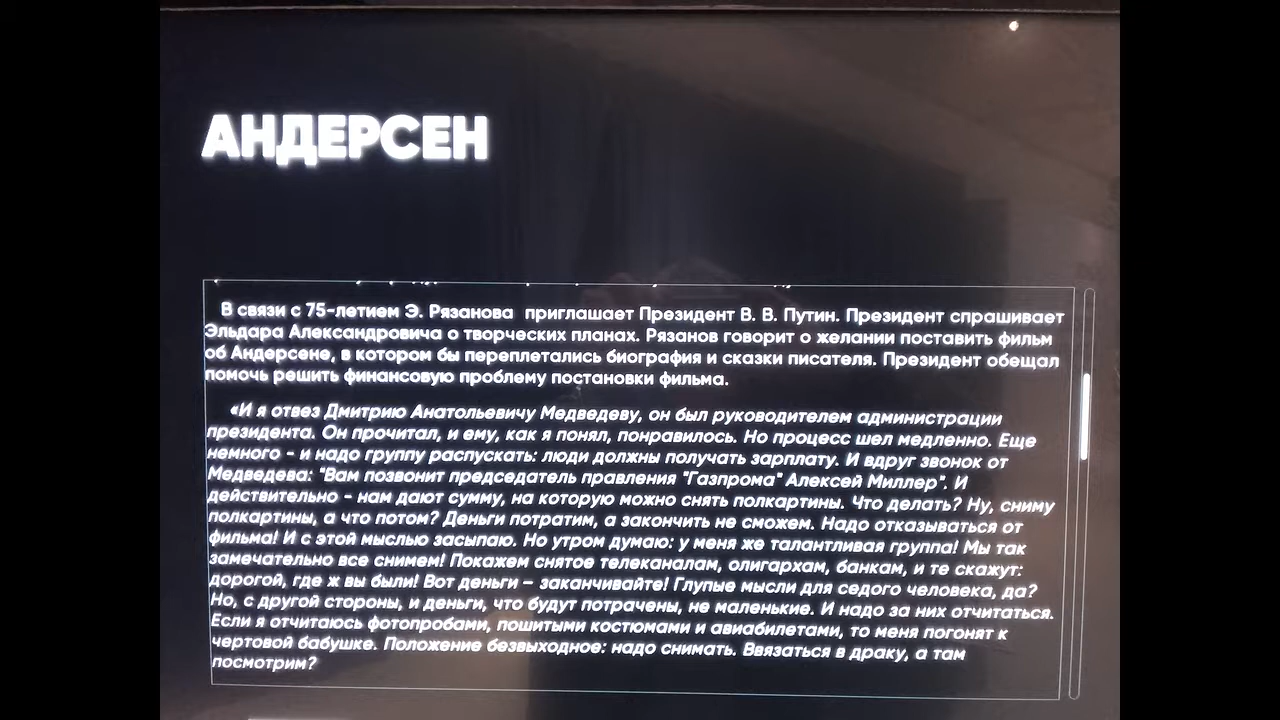 АНДЕРСЕН
В связи с 75-летием Э. Рязанова приглашает Президент В. В. Путин. Президент спрашивает
Эльдара Александровича о творческих планах. Рязанов говорит о желании поставить фильм
об Андерсене, в котором бы переплетались биография и сказки писателя. Президент обещал
помочь решить финансовую проблему постановки фильма.
«И я отвез Дмитрию Анатольевичу Медведеву, он был руководителем администрации
президента. Он прочитал, и ему, как я понял, понравилось. Но процесс шел медленно. Еще
немного - и надо группу распускать: люди должны получать зарплату. И вдруг звонок от
Медведева: "Вам позвонит председатель правления "Газпрома" Алексей Миллер". И
действительно - нам дают сумму, на которую можно снять полкартины. Что делать? Ну, сниму
полкартины, а что потом? Деньги потратим, а закончить не сможем. Надо отказываться от
фильма! И с этой мыслью засыпаю. Но утром думаю: у меня же талантливая группа! Мы так
замечательно все снимем! Покажем снятое телеканалам, олигархам, банкам, и те скажут:
дорогой, где ж вы были! Вот деньги – заканчивайте! Глупые мысли для седого человека, да?
Но, с другой стороны, и деньги, что будут потрачены, не маленькие. И надо за них отчитаться.
Если я отчитаюсь фотопробами, пошитыми костюмами и авиабилетами, то меня погонят к
чертовой бабушке. Положение безвыходное: надо снимать. Ввязаться в драку, а там
посмотрим?